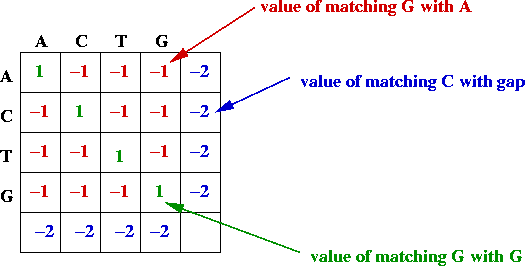 value of matching G with A
A C T G
A 1 –1 –1 –1 –2
value of matching C with gap
C –1 1 –1 –1 –2
T –1 –1 1 –1 –2
G –1 –1 –1 1 –2
–2 –2 –2 –2
value of matching G with G